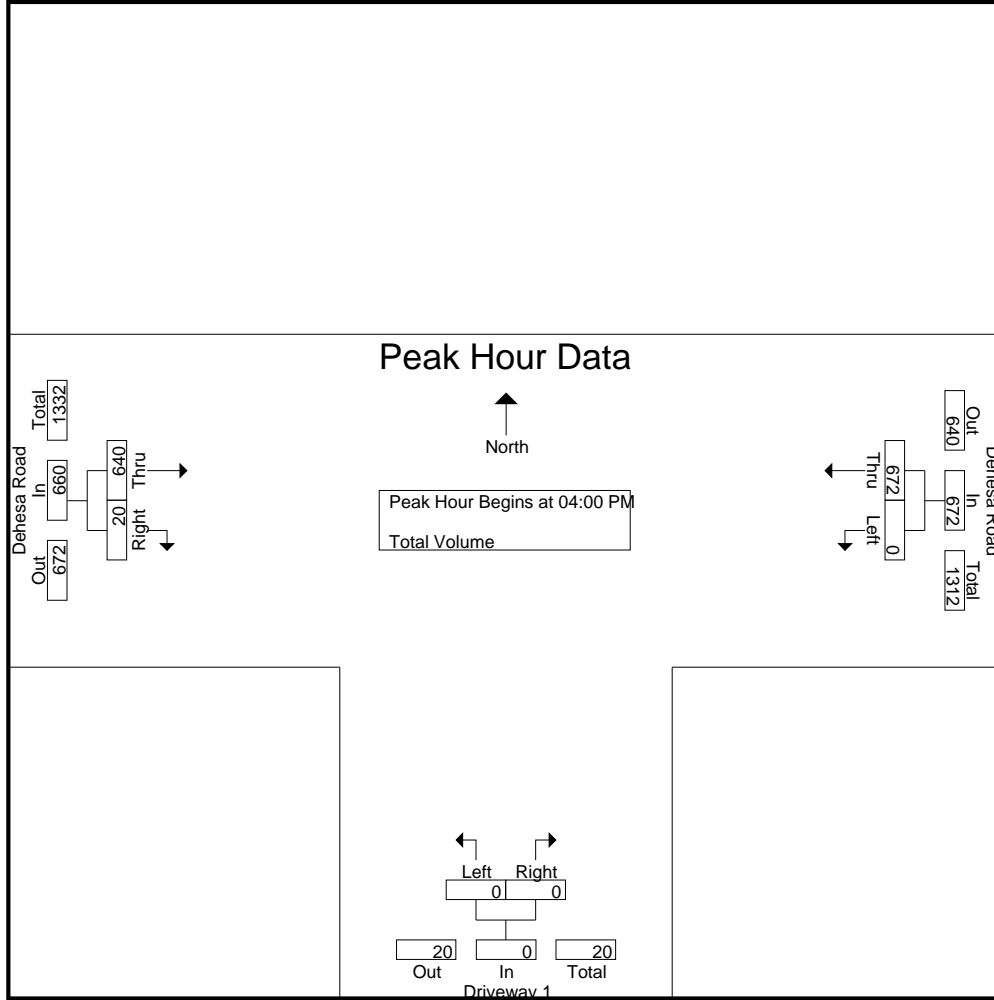 Peak Hour Data
North
Peak Hour Begins at 04:00 PM
Total Volume
Dehesa Road
Out In Total
672 660 1332
20 640
Right Thru
Dehesa Road
Out In Total
640 672 1312
672 0
Thru Left
Left Right
0 0
20 0 20
Out In Total
Driveway 1